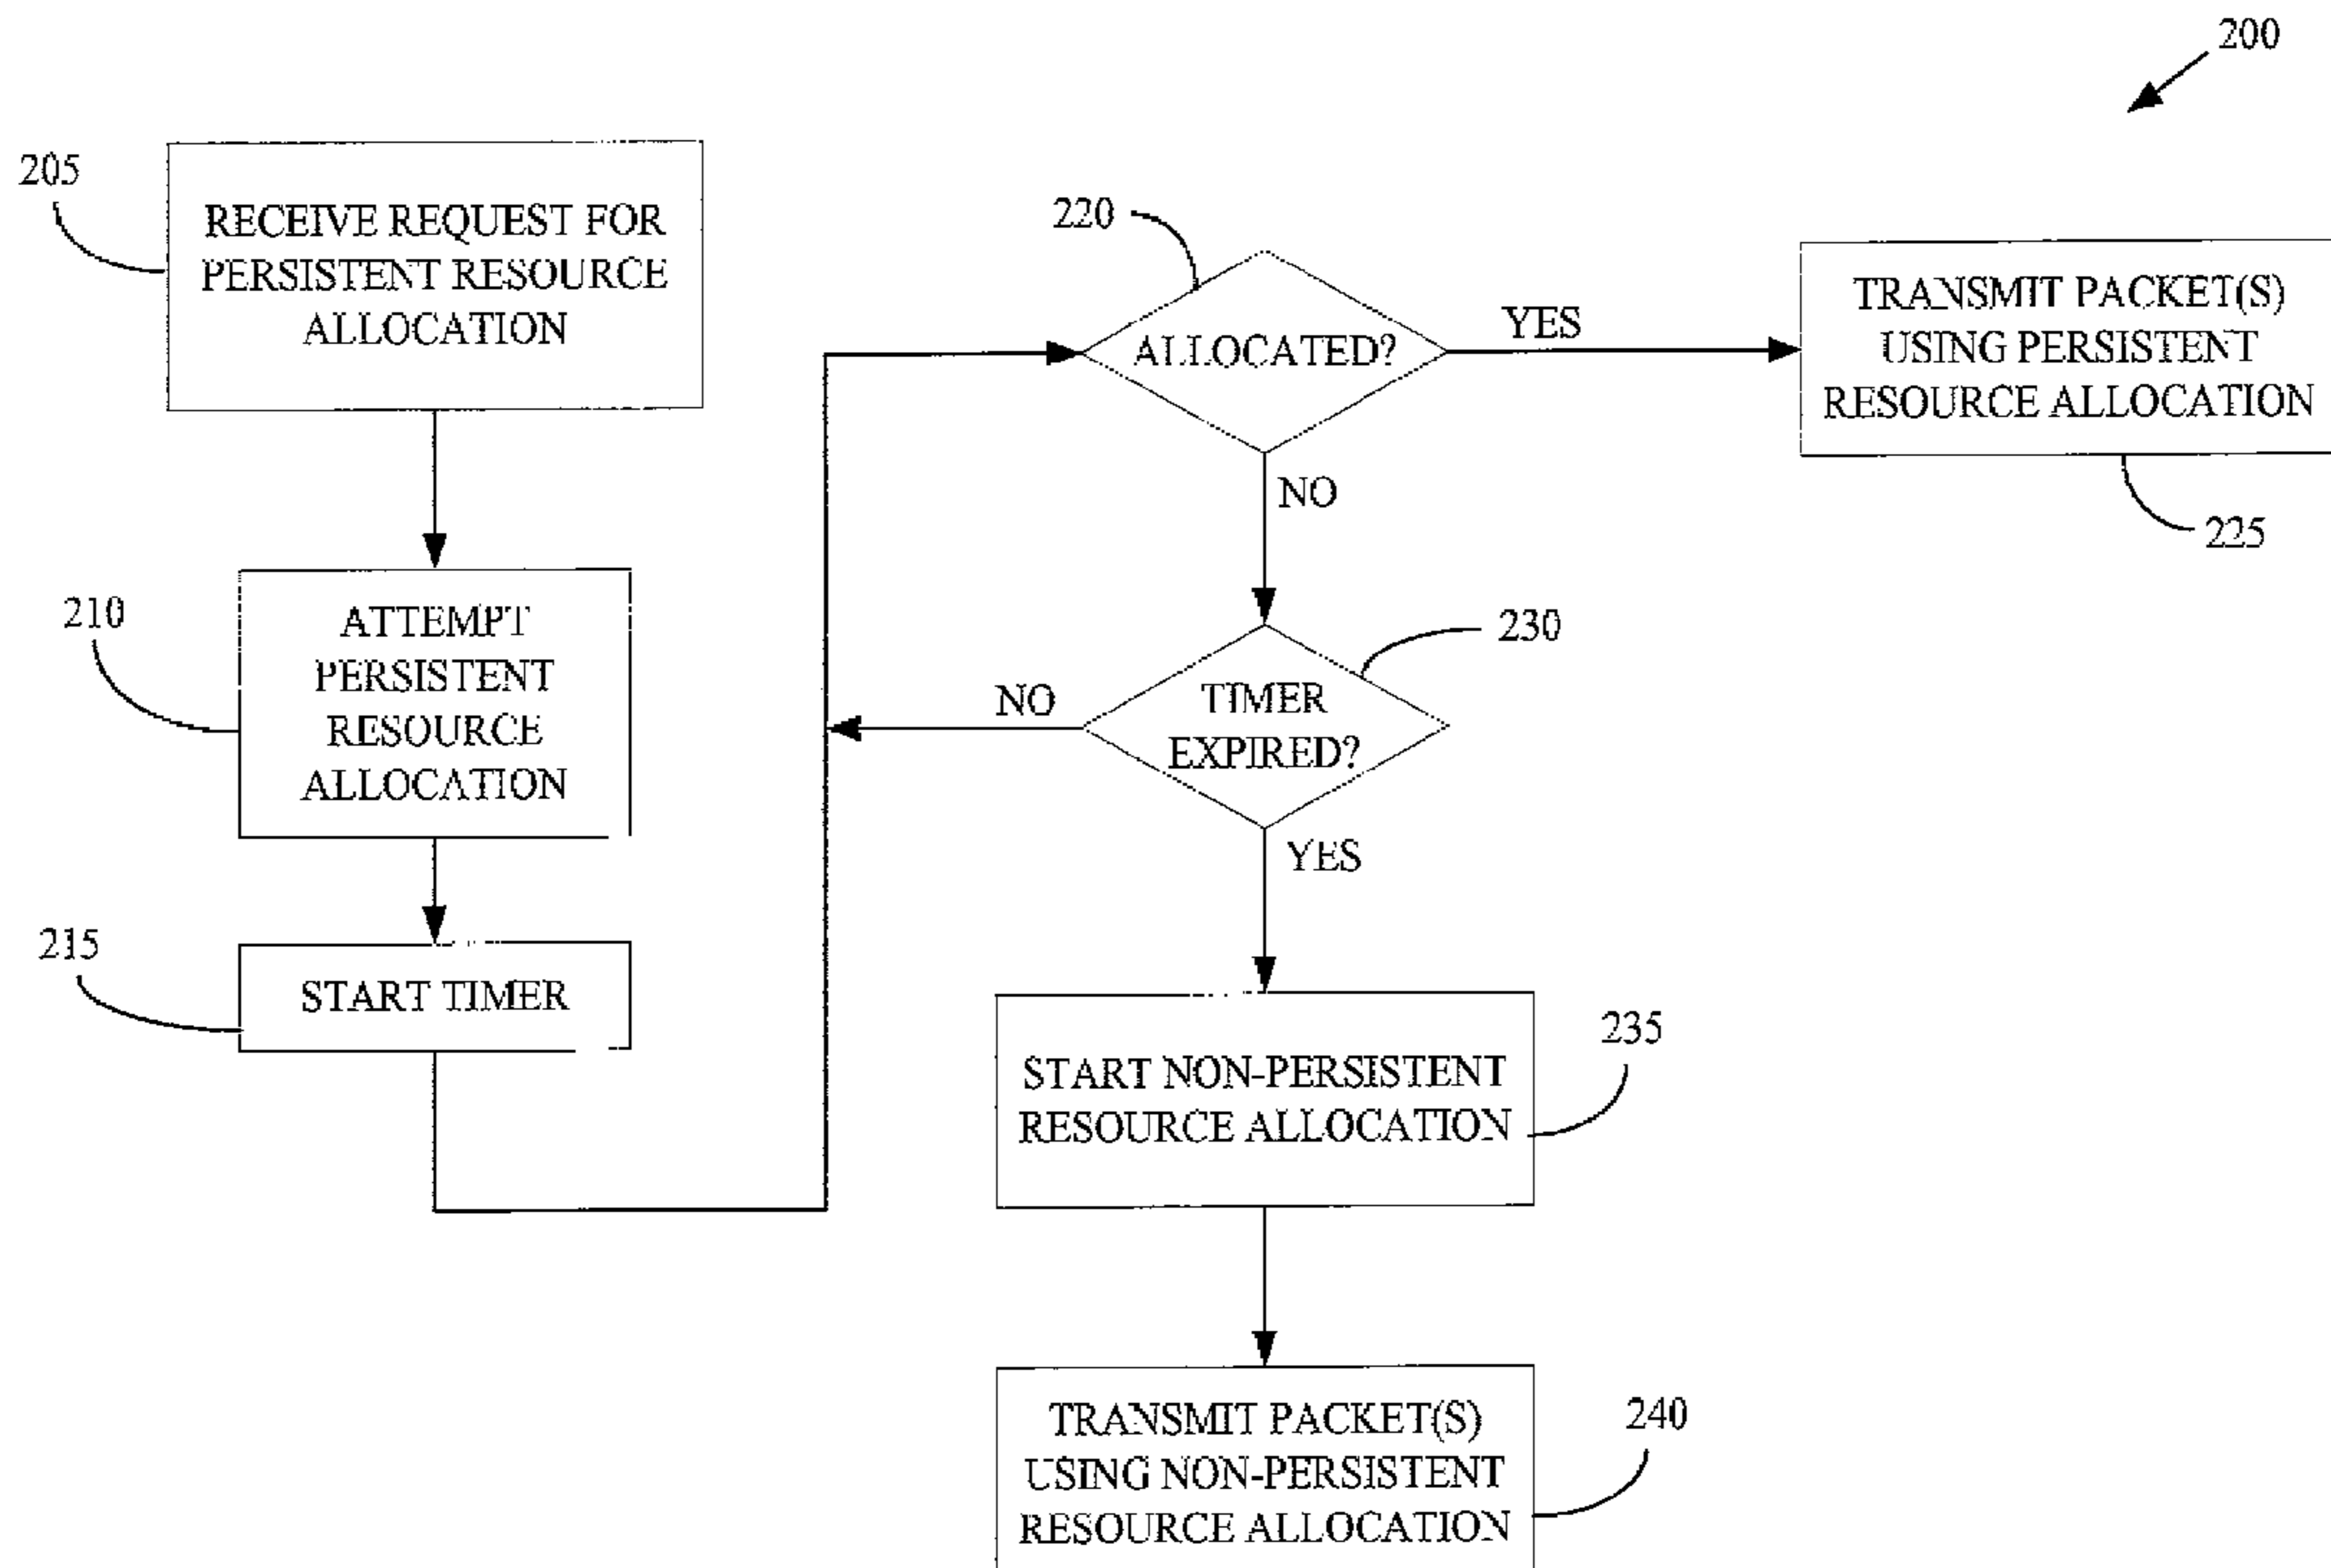 200
205
RECEIVE REQUEST FOR
PERSISTENT RESOURCE
ALLOCATION
210
ATTEMPT
PERSISTENT
RESOURCE
ALLOCATION
215
START TIMER
220
ALLOCATED?
YES
NO
TRANSMIT PACKET(S)
USING PERSISTENT
RESOURCE ALLOCATION
225
230
TIMER
EXPIRED?
NO
YES
235
START NON-PERSISTENT
RESOURCE ALLOCATION
240
TRANSMIT PACKET(S)
USING NON-PERSISTENT
RESOURCE ALLOCATION